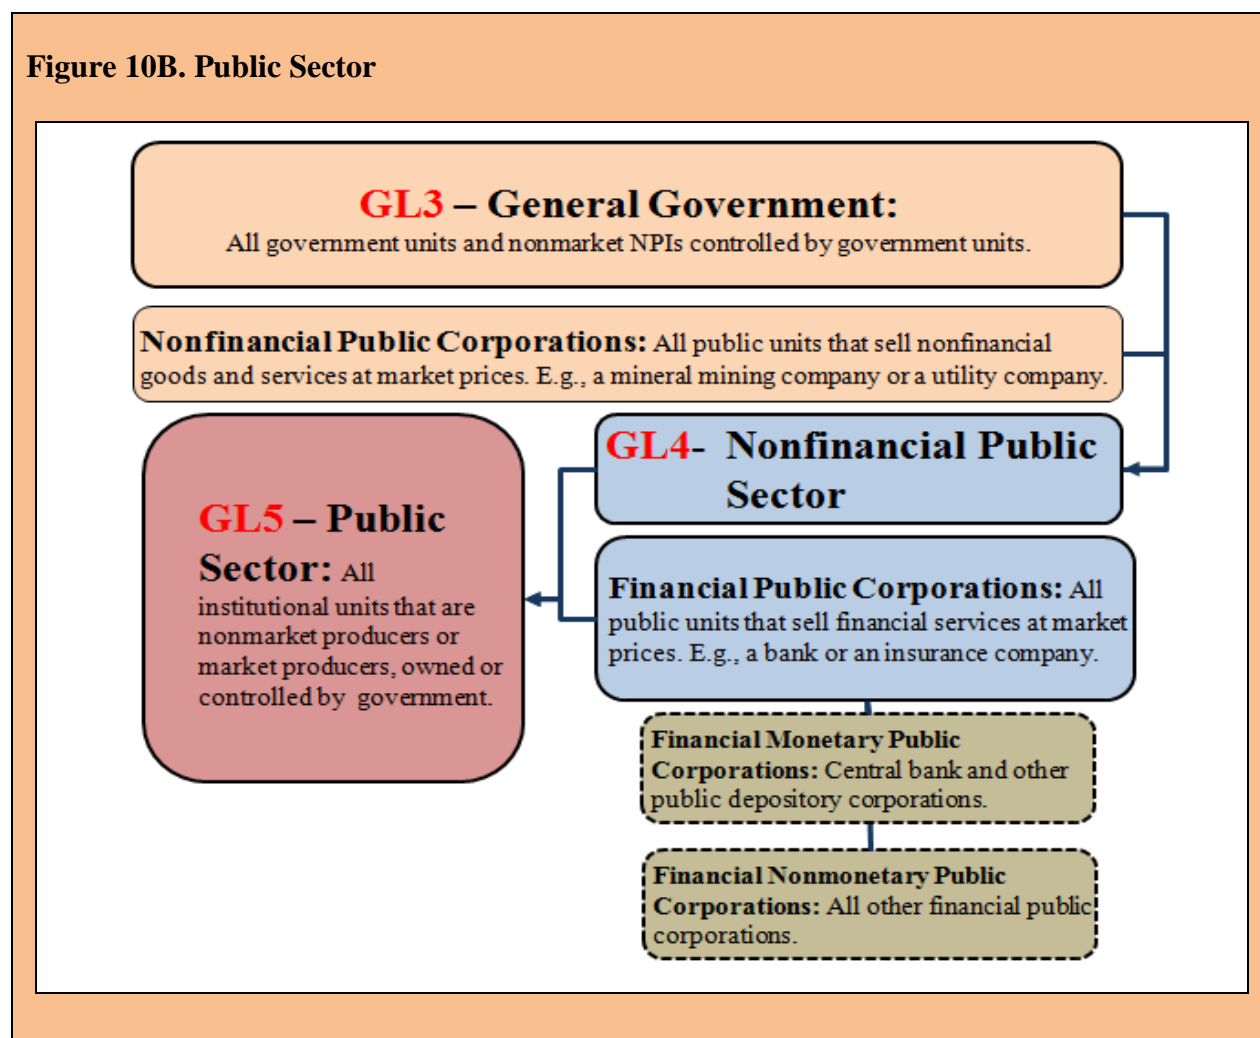 Figure 10B. Public Sector
GL3 – General Government:
All government units and nonmarket NPIs controlled by government units.
Nonfinancial Public Corporations: All public units that sell nonfinancial
goods and services at market prices. E.g., a mineral mining company or a utility company.
GL4- Nonfinancial Public
Sector
GL5 – Public
Sector: All
institutional units that are
nonmarket producers or
market producers, owned or
controlled by government.
Financial Public Corporations: All
public units that sell financial services at market
prices. E.g., a bank or an insurance company.
Financial Monetary Public
Corporations: Central bank and other
public depository corporations.
Financial Nonmonetary Public
Corporations: All other financial public
corporations.